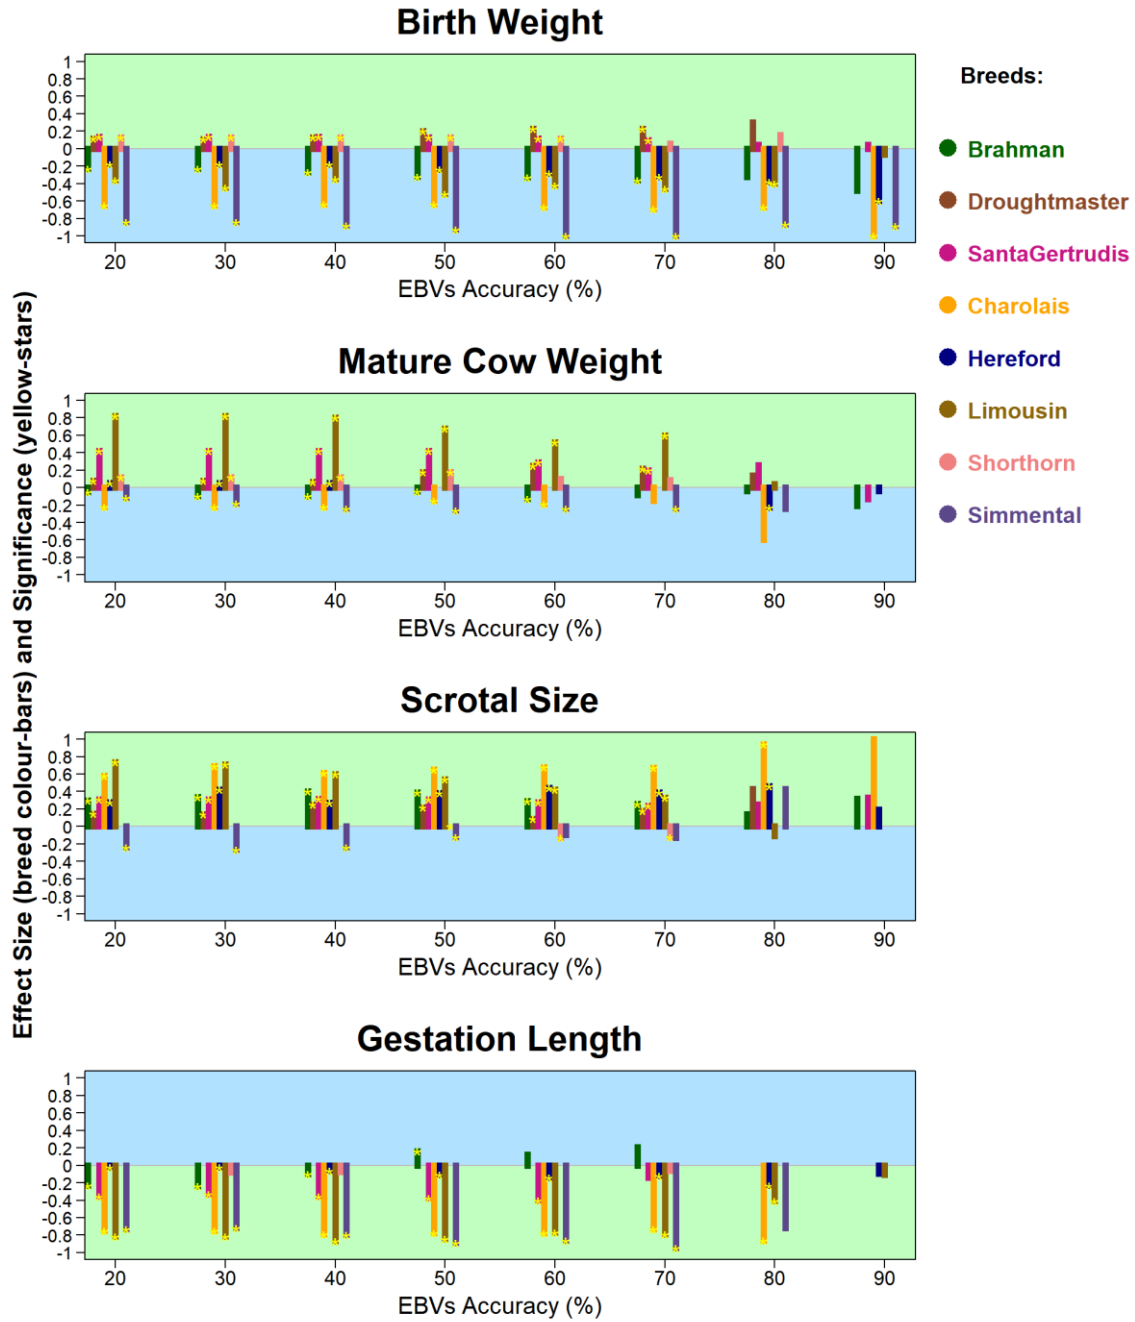 Birth Weight
1
0.8
0.6
0.4
0.2
0
-0.2
-0.4
-0.6
-0.8
-1
20 30 40 50 60 70 80 90
EBVs Accuracy (%)
Mature Cow Weight
1
0.8
0.6
0.4
0.2
0
-0.2
-0.4
-0.6
-0.8
-1
20 30 40 50 60 70 80 90
EBVs Accuracy (%)
Scrotal Size
1
0.8
0.6
0.4
0.2
0
-0.2
-0.4
-0.6
-0.8
-1
20 30 40 50 60 70 80 90
EBVs Accuracy (%)
Gestation Length
1
0.8
0.6
0.4
0.2
0
-0.2
-0.4
-0.6
-0.8
-1
20 30 40 50 60 70 80 90
EBVs Accuracy (%)
Effect Size (breed colour-bars) and Significance (yellow-stars)
Breeds:
Brahman
Droughtmaster
SantaGertrudis
Charolais
Hereford
Limousin
Shorthorn
Simmental